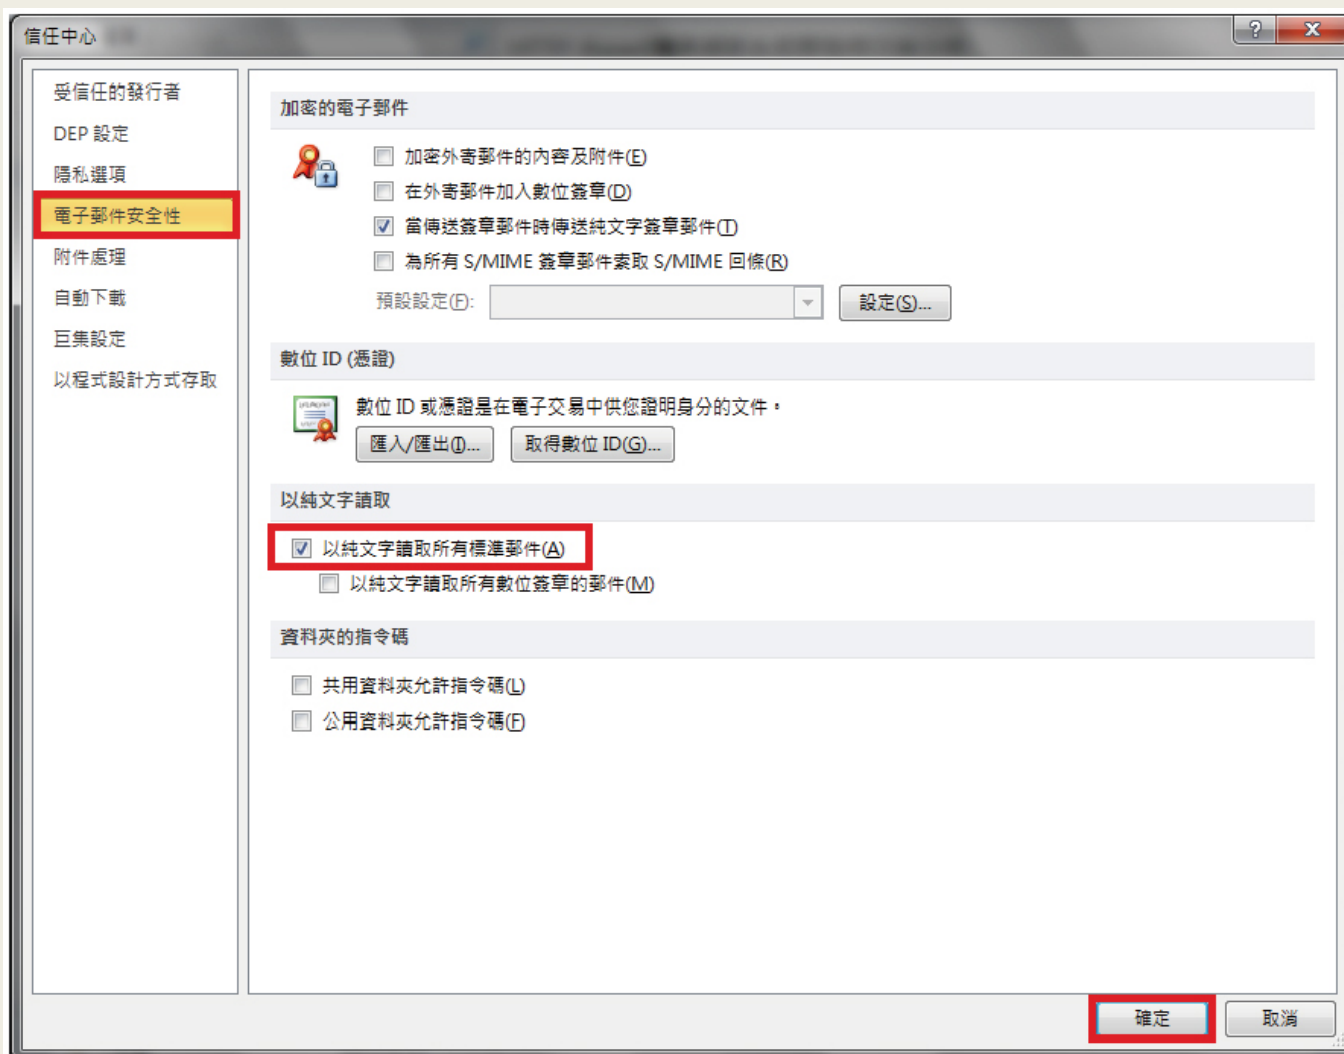 信任中心
受信任的發行者
DEP 設定
隱私選項
電子郵件安全性
附件處理
自動下載
巨集設定
以程式設計方式存取
加密的電子郵件
加密外寄郵件的內容及附件(E)
在外寄郵件加入數位簽章(D)
當傳送簽章郵件時傳送純文字簽章郵件(T)
為所有 S/MIME 簽章郵件索取 S/MIME 回條(R)
預設設定(F):
設定(S)...
數位 ID (憑證)
數位 ID 或憑證是在電子交易中供您證明身分的文件。
匯入/匯出(I)...
取得數位 ID(G)...
以純文字讀取
以純文字讀取所有標準郵件(A)
以純文字讀取所有數位簽章的郵件(M)
資料夾的指令碼
共用資料夾允許指令碼(L)
公用資料夾允許指令碼(F)
確定
取消